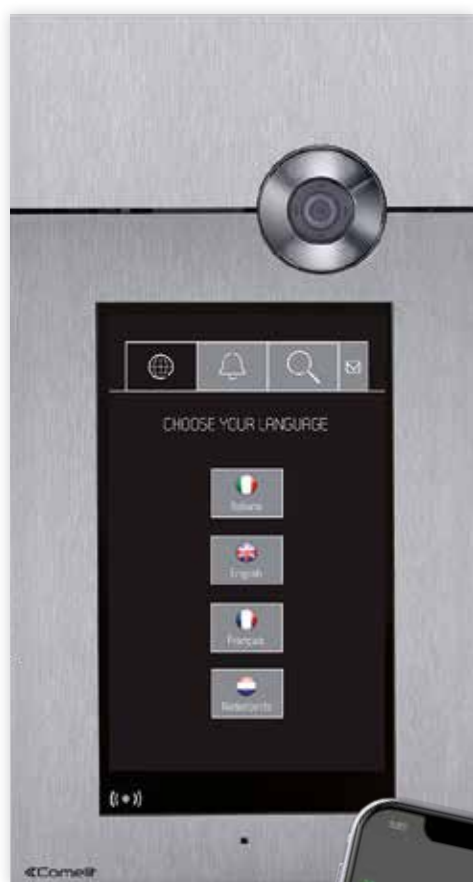 CHOOSE YOUR LANGUAGE
Italiano
English
Français
Nederlands
Comelit